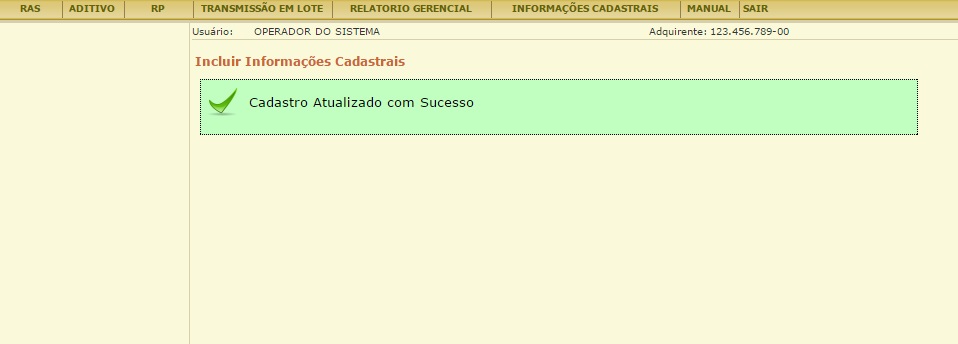 RAS ADITIVO RP TRANSMISSÃO EM LOTE RELATORIO GERENCIAL INFORMAÇÕES CADASTRAIS MANUAL SAIR
Usuário: OPERADOR DO SISTEMA Adquirente: 123.456.789-00
Incluir Informações Cadastrais
Cadastro Atualizado com Sucesso